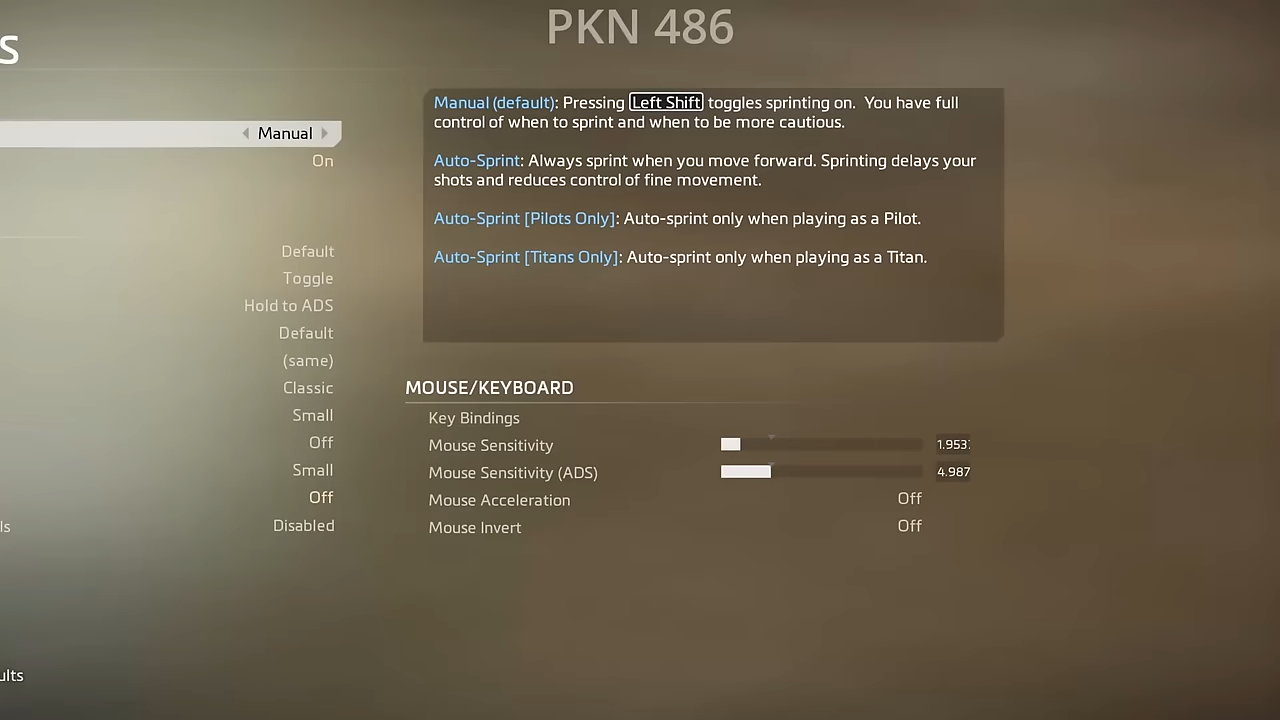 PKN 486
S
Manual (default): Pressing Left Shift toggles sprinting on. You have full
control of when to sprint and when to be more cautious.
Auto-Sprint: Always sprint when you move forward. Sprinting delays your
shots and reduces control of fine movement.
Auto-Sprint [Pilots Only]: Auto-sprint only when playing as a Pilot.
Auto-Sprint [Titans Only]: Auto-sprint only when playing as a Titan.
Manual
On
Default
Toggle
Hold to ADS
Default
(same)
Classic
Small
Off
Small
Off
ls Disabled
MOUSE/KEYBOARD
Key Bindings
Mouse Sensitivity 1.953
Mouse Sensitivity (ADS) 4.987
Mouse Acceleration Off
Mouse Invert Off
ults